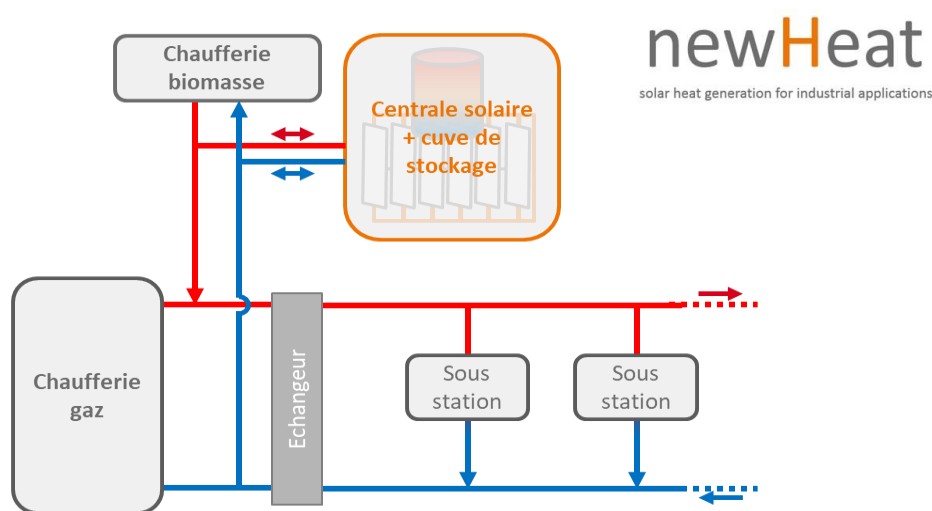 newHeat
solar heat generation for industrial applications
Chaufferie
biomasse
Centrale solaire
+ cuve de
stockage
Chaufferie
gaz
Echangeur
Sous
station
Sous
station